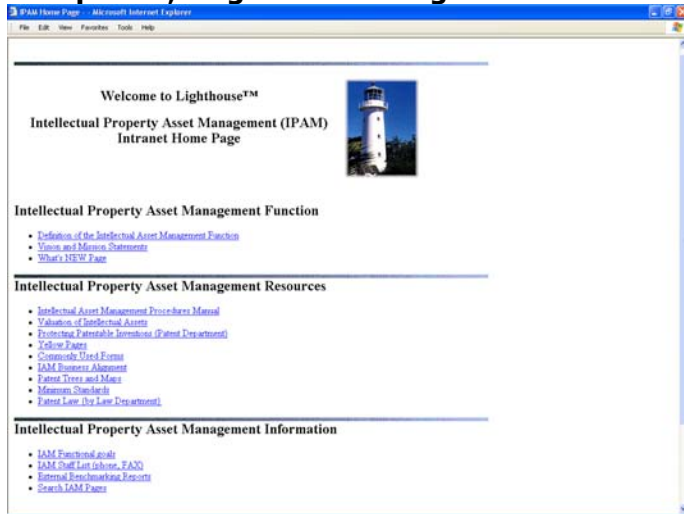 IPAM Home Page - - Microsoft Internet Explorer
File Edit View Favorites Tools Help
Welcome to Lighthouse™
Intellectual Property Asset Management (IPAM)
Intranet Home Page
Intellectual Property Asset Management Function
Definition of the Intellectual Asset Management Function
Vision and Mission Statements
What's NEW Page
Intellectual Property Asset Management Resources
Intellectual Asset Management Procedures Manual
Valuation of Intellectual Assets
Protecting Patentable Inventions (Patent Department)
Yellow Pages
Commonly Used Forms
IAM Business Alignment
Patent Trees and Maps
Minimum Standards
Patent Law (by Law Department)
Intellectual Property Asset Management Information
IAM Functional goals
IAM Staff List (phone, FAX)
External Benchmarking Reports
Search IAM Pages